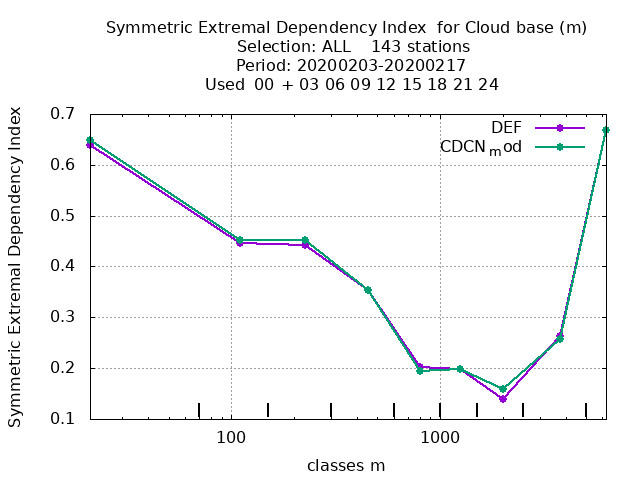 Symmetric Extremal Dependency Index  for Cloud base (m)
Selection: ALL    143 stations
Period: 20200203-20200217
Used  00 + 03 06 09 12 15 18 21 24
Symmetric Extremal Dependency Index
0.7
0.6
0.5
0.4
0.3
0.2
0.1
DEF
CDCNmod
100
1000
classes m